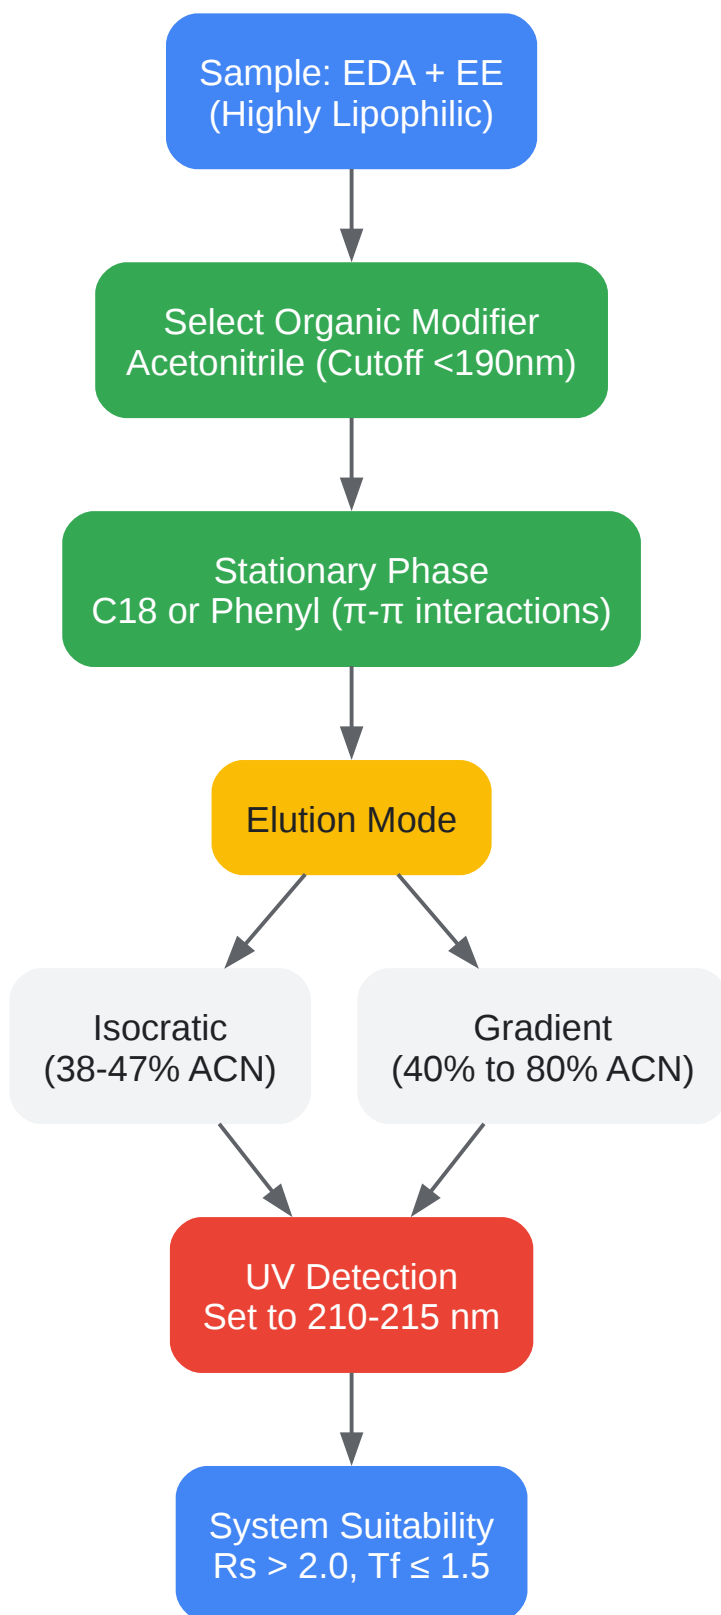 Sample: EDA + EE
(Highly Lipophilic)
Select Organic Modifier
Acetonitrile (Cutoff <190nm)
Stationary Phase
C18 or Phenyl (π-π interactions)
Elution Mode
Isocratic
(38-47% ACN)
Gradient
(40% to 80% ACN)
UV Detection
Set to 210-215 nm
System Suitability
Rs > 2.0, Tf ≤ 1.5